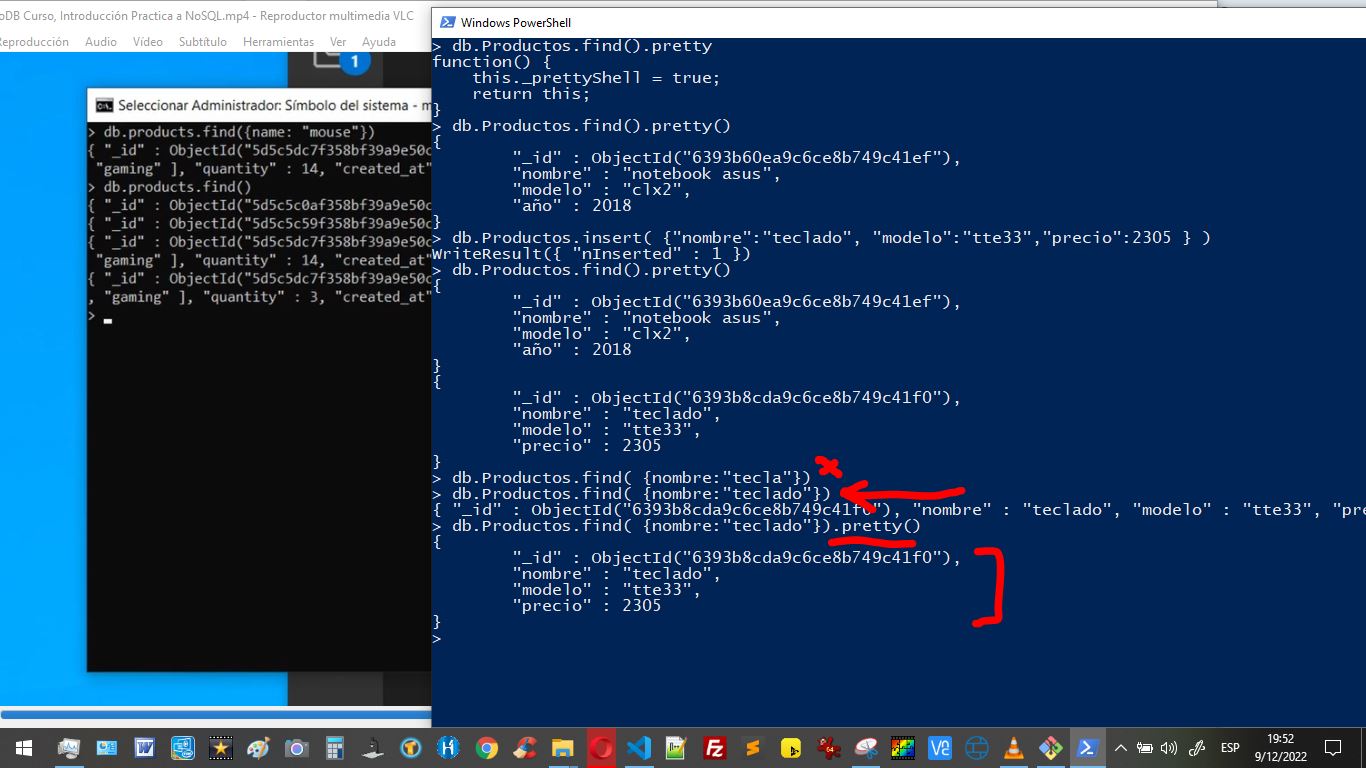 oDB Curso, Introducción Practica a NoSQL.mp4 - Reproductor multimedia VLC
Reproducción Audio Vídeo Subtítulo Herramientas Ver Ayuda
1
Seleccionar Administrador: Símbolo del sistema - m
> db.products.find({name: "mouse"})
{ "_id" : ObjectId("5d5c5dc7f358bf39a9e50c
"gaming" ], "quantity" : 14, "created_at"
> db.products.find()
{ "_id" : ObjectId("5d5c5c0af358bf39a9e50c
{ "_id" : ObjectId("5d5c5c59f358bf39a9e50c
{ "_id" : ObjectId("5d5c5dc7f358bf39a9e50c
"gaming" ], "quantity" : 14, "created_at"
{ "_id" : ObjectId("5d5c5dc7f358bf39a9e50c
, "gaming" ], "quantity" : 3, "created_at"
>
Windows PowerShell
> db.Productos.find().pretty
function() {
    this._prettyShell = true;
    return this;
}
> db.Productos.find().pretty()
{
        "_id" : ObjectId("6393b60ea9c6ce8b749c41ef"),
        "nombre" : "notebook asus",
        "modelo" : "clx2",
        "año" : 2018
}
> db.Productos.insert( {"nombre":"teclado", "modelo":"tte33","precio":2305 } )
WriteResult({ "nInserted" : 1 })
> db.Productos.find().pretty()
{
        "_id" : ObjectId("6393b60ea9c6ce8b749c41ef"),
        "nombre" : "notebook asus",
        "modelo" : "clx2",
        "año" : 2018
}
{
        "_id" : ObjectId("6393b8cda9c6ce8b749c41f0"),
        "nombre" : "teclado",
        "modelo" : "tte33",
        "precio" : 2305
}
> db.Productos.find( {nombre:"tecla"})
> db.Productos.find( {nombre:"teclado"})
{ "_id" : ObjectId("6393b8cda9c6ce8b749c41f0"), "nombre" : "teclado", "modelo" : "tte33", "pre
> db.Productos.find( {nombre:"teclado"}).pretty()
{
        "_id" : ObjectId("6393b8cda9c6ce8b749c41f0"),
        "nombre" : "teclado",
        "modelo" : "tte33",
        "precio" : 2305
}
>
ESP
19:52
9/12/2022